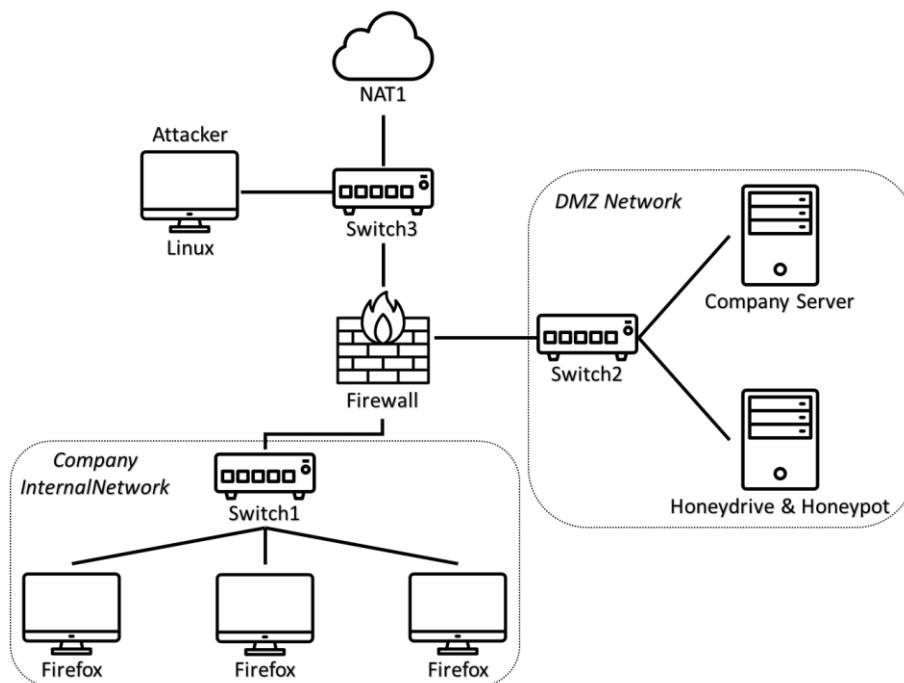 NAT1
Attacker
Linux
Switch3
DMZ Network
Company Server
Switch2
Firewall
Honeydrive & Honeypot
Company
InternalNetwork
Switch1
Firefox
Firefox
Firefox